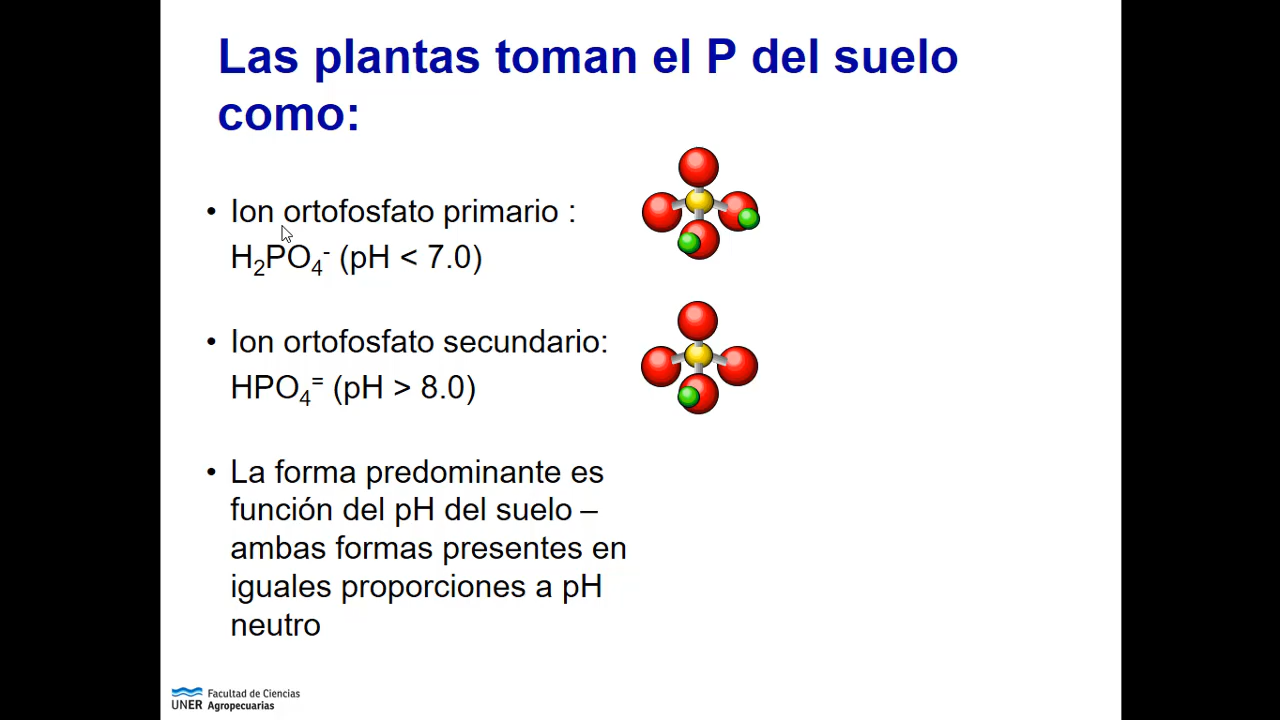 Las plantas toman el P del suelo
como:
• Ion ortofosfato primario :
H₂PO₄⁻ (pH < 7.0)
• Ion ortofosfato secundario:
HPO₄⁼ (pH > 8.0)
• La forma predominante es
función del pH del suelo –
ambas formas presentes en
iguales proporciones a pH
neutro
UNER
Facultad de Ciencias
Agropecuarias